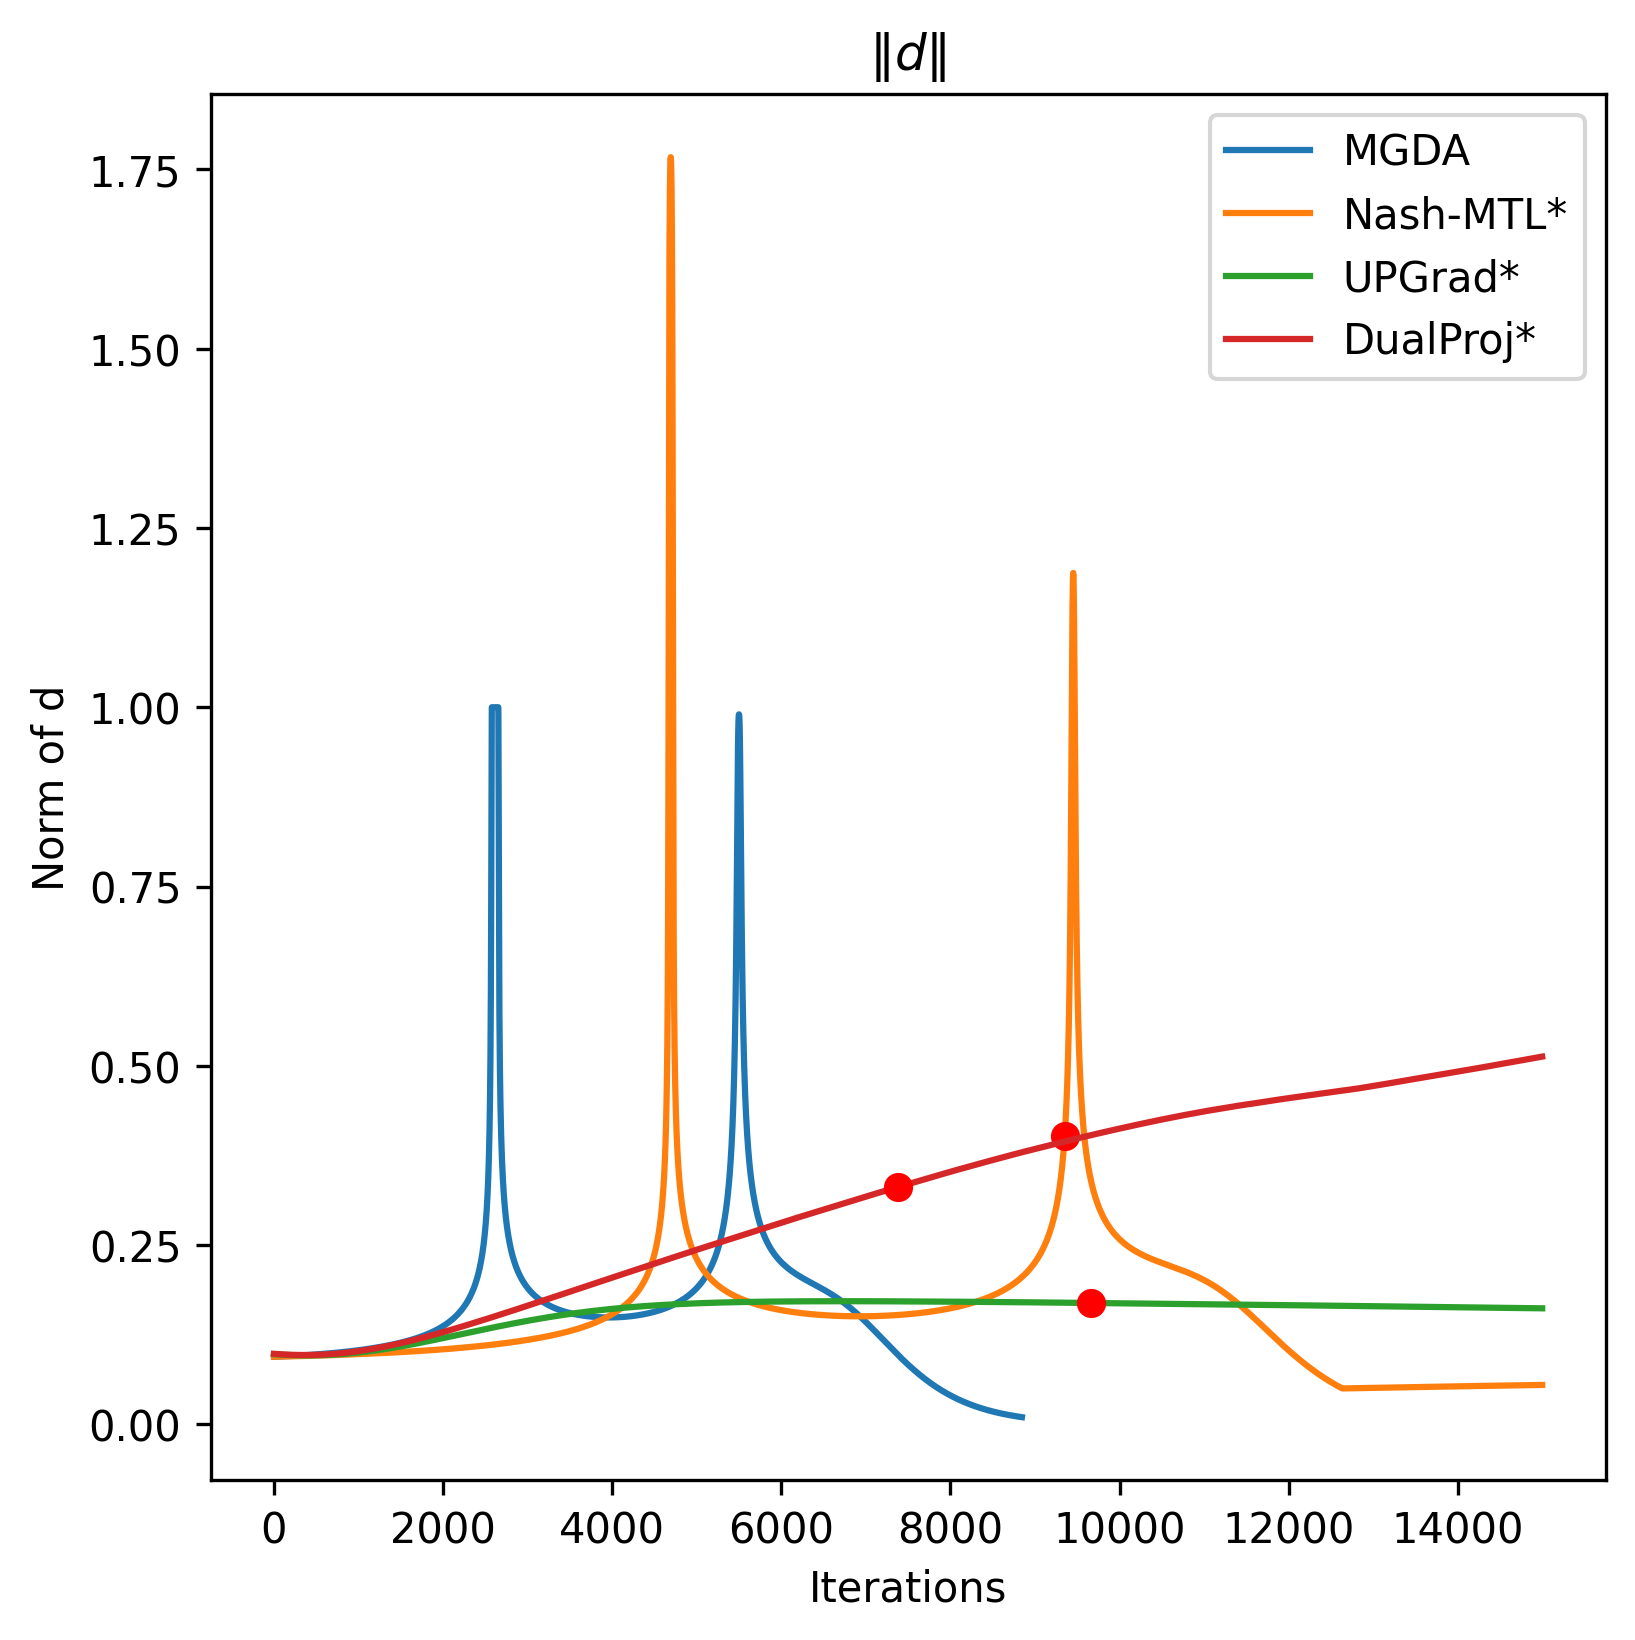 ‖d‖
1.75
1.50
1.25
1.00
0.75
0.50
0.25
0.00
Norm of d
MGDA
Nash-MTL*
UPGrad*
DualProj*
0 2000 4000 6000 8000 10000 12000 14000
Iterations